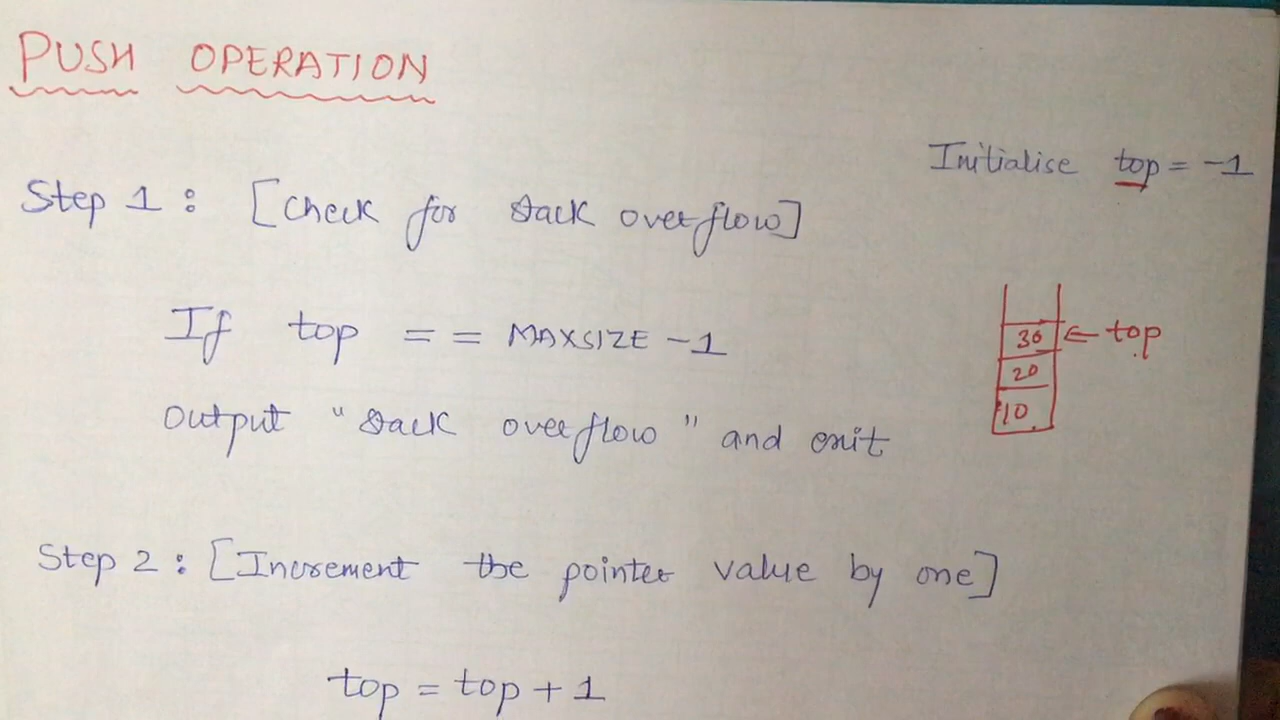 PUSH OPERATION
Initialise top = -1
Step 1 : [Check for stack overflow]
If top == MAXSIZE -1
Output "Stack overflow" and exit
30 ← top
20
10
Step 2 : [Increment the pointer value by one]
top = top + 1